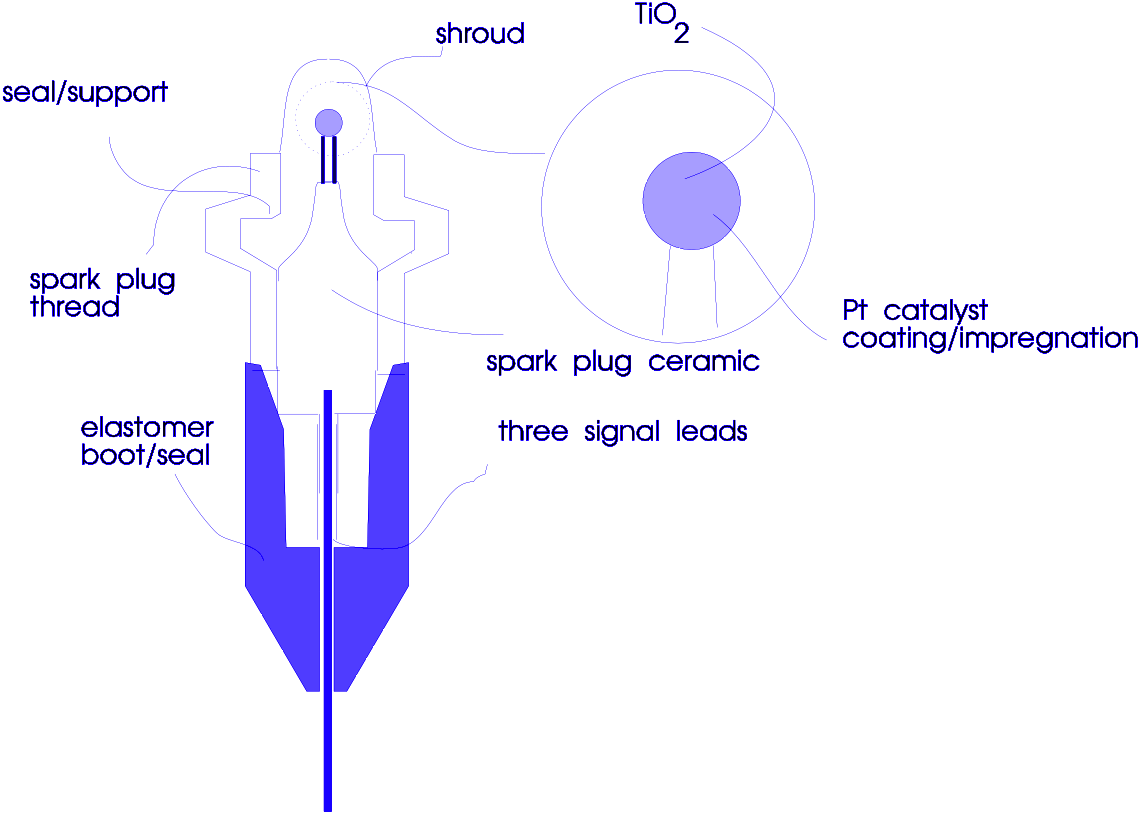 TiO2
shroud
seal/support
spark plug
thread
Pt catalyst
coating/impregnation
spark plug ceramic
elastomer
boot/seal
three signal leads